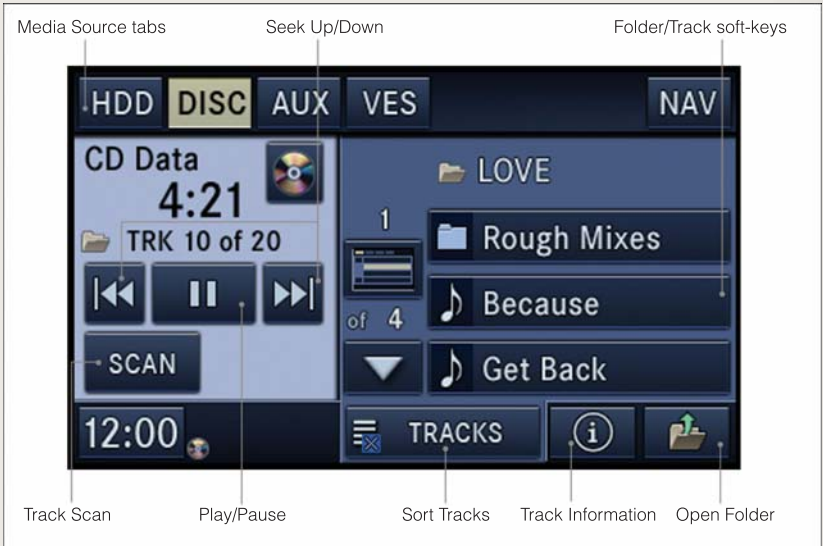 Media Source tabs
Seek Up/Down
Folder/Track soft-keys
HDD DISC AUX VES NAV
CD Data
4:21
TRK 10 of 20
SCAN
12:00
LOVE
1
of 4
Rough Mixes
Because
Get Back
TRACKS
i
Track Scan
Play/Pause
Sort Tracks
Track Information
Open Folder